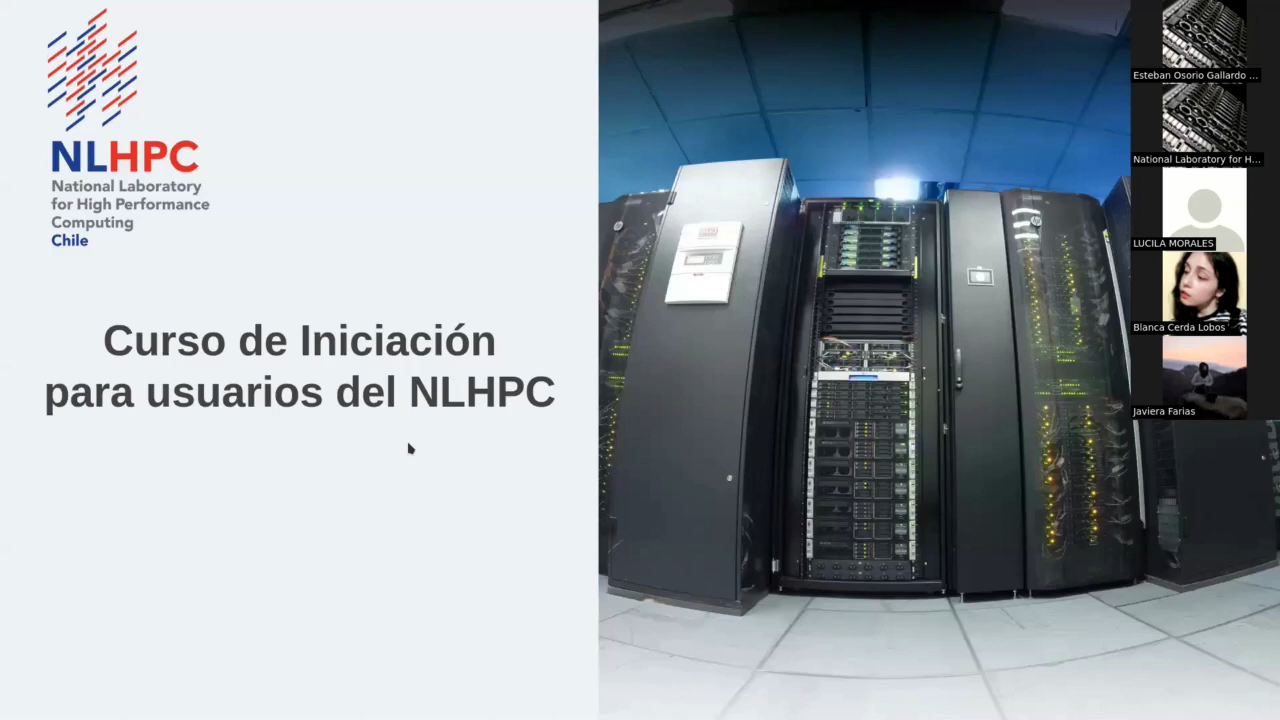 NLHPC
National Laboratory
for High Performance
Computing
Chile
Curso de Iniciación
para usuarios del NLHPC
Esteban Osorio Gallardo ...
National Laboratory for H...
LUCILA MORALES
Blanca Cerda Lobos
Javiera Farias